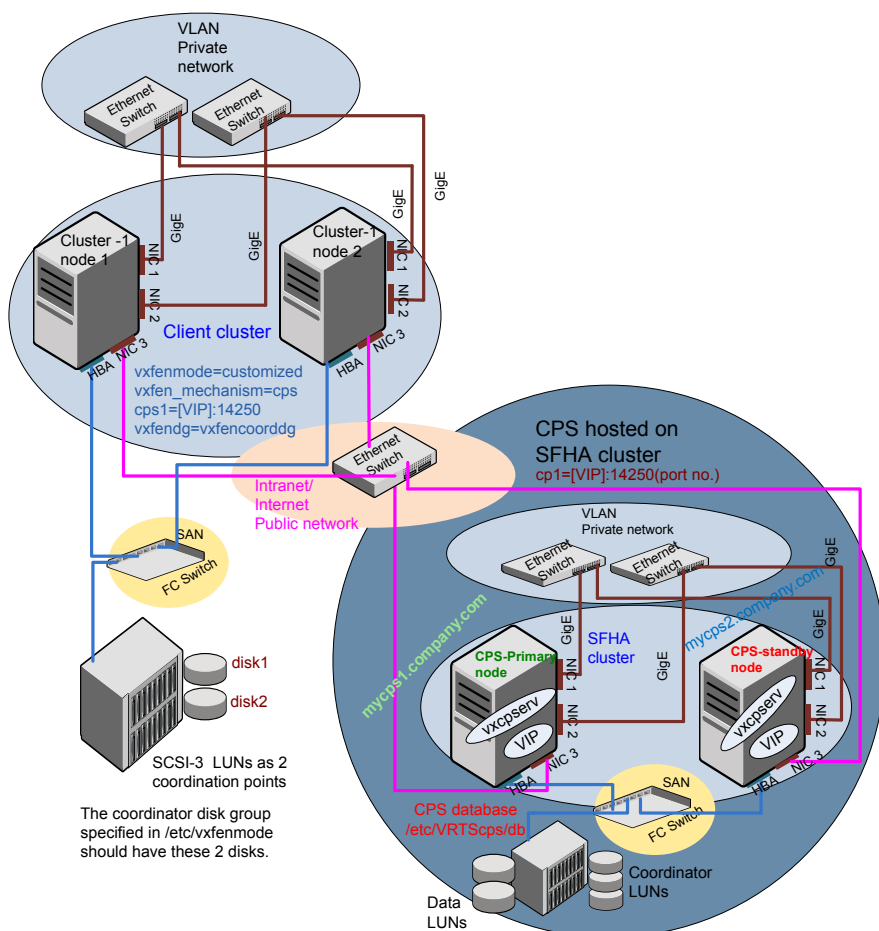 VLAN
Private
network
Ethernet
Switch
Ethernet
Switch
GigE
GigE
GigE
GigE
Cluster -1
node 1
NIC 1
NIC 2
NIC 3
HBA
Cluster-1
node 2
NIC 1
NIC 2
NIC 3
HBA
Client cluster
vxfenmode=customized
vxfen_mechanism=cps
cps1=[VIP]:14250
vxfendg=vxfencoorddg
Ethernet
Switch
Intranet/
Internet
Public network
SAN
FC Switch
disk1
disk2
SCSI-3 LUNs as 2
coordination points
The coordinator disk group
specified in /etc/vxfenmode
should have these 2 disks.
CPS hosted on
SFHA cluster
cp1=[VIP]:14250(port no.)
VLAN
Private network
Ethernet
Switch
Ethernet
Switch
GigE
GigE
GigE
mycps1.company.com
mycps2.company.com
SFHA
cluster
CPS-Primary
node
vxcpserv
VIP
NIC 1
NIC 2
NIC 3
HBA
CPS-standby
node
vxcpserv
VIP
NIC 1
NIC 2
NIC 3
HBA
SAN
FC Switch
CPS database
/etc/VRTScps/db
Data
LUNs
Coordinator
LUNs